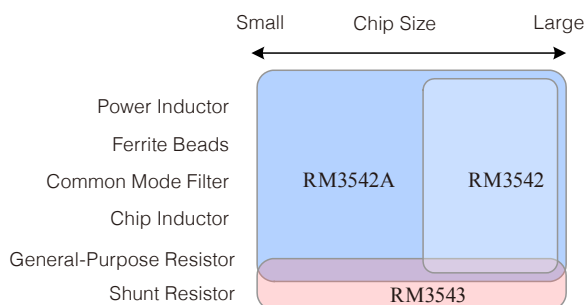 Small Chip Size Large
Power Inductor
Ferrite Beads
Common Mode Filter
RM3542A RM3542
Chip Inductor
General-Purpose Resistor
Shunt Resistor
RM3543